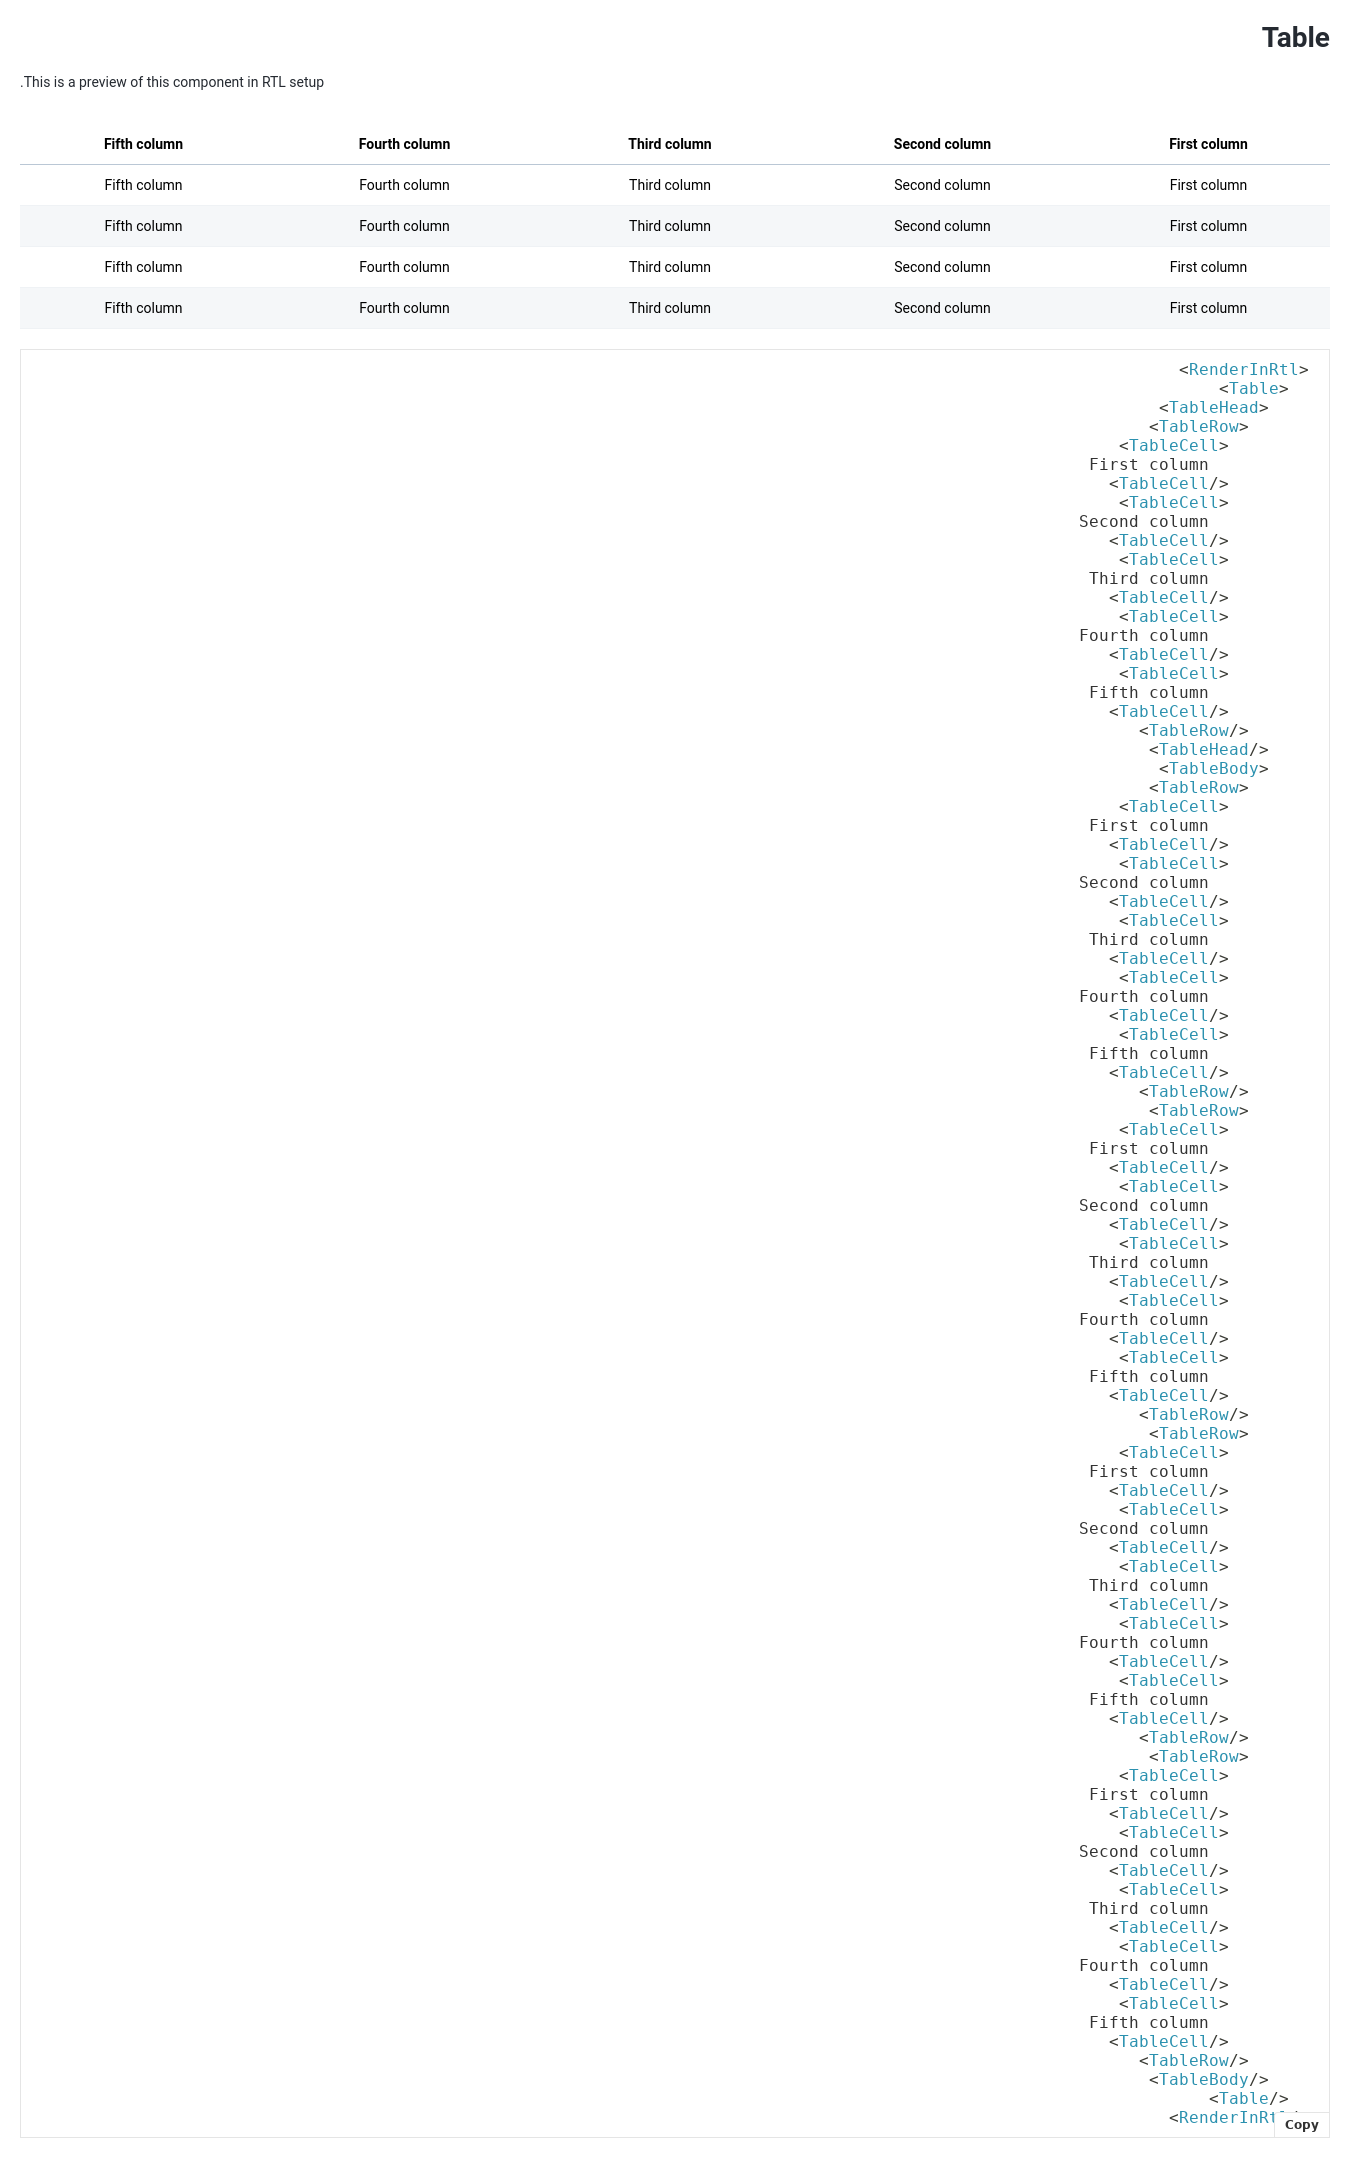 Table
.This is a preview of this component in RTL setup
Fifth column Fourth column Third column Second column First column
Fifth column Fourth column Third column Second column First column
Fifth column Fourth column Third column Second column First column
Fifth column Fourth column Third column Second column First column
Fifth column Fourth column Third column Second column First column
<RenderInRtl>
<Table>
<TableHead>
<TableRow>
<TableCell>
First column
<TableCell/>
<TableCell>
Second column
<TableCell/>
<TableCell>
Third column
<TableCell/>
<TableCell>
Fourth column
<TableCell/>
<TableCell>
Fifth column
<TableCell/>
<TableRow/>
<TableHead/>
<TableBody>
<TableRow>
<TableCell>
First column
<TableCell/>
<TableCell>
Second column
<TableCell/>
<TableCell>
Third column
<TableCell/>
<TableCell>
Fourth column
<TableCell/>
<TableCell>
Fifth column
<TableCell/>
<TableRow/>
<TableRow>
<TableCell>
First column
<TableCell/>
<TableCell>
Second column
<TableCell/>
<TableCell>
Third column
<TableCell/>
<TableCell>
Fourth column
<TableCell/>
<TableCell>
Fifth column
<TableCell/>
<TableRow/>
<TableRow>
<TableCell>
First column
<TableCell/>
<TableCell>
Second column
<TableCell/>
<TableCell>
Third column
<TableCell/>
<TableCell>
Fourth column
<TableCell/>
<TableCell>
Fifth column
<TableCell/>
<TableRow/>
<TableRow>
<TableCell>
First column
<TableCell/>
<TableCell>
Second column
<TableCell/>
<TableCell>
Third column
<TableCell/>
<TableCell>
Fourth column
<TableCell/>
<TableCell>
Fifth column
<TableCell/>
<TableRow/>
<TableBody/>
<Table/>
<RenderInRt
Copy